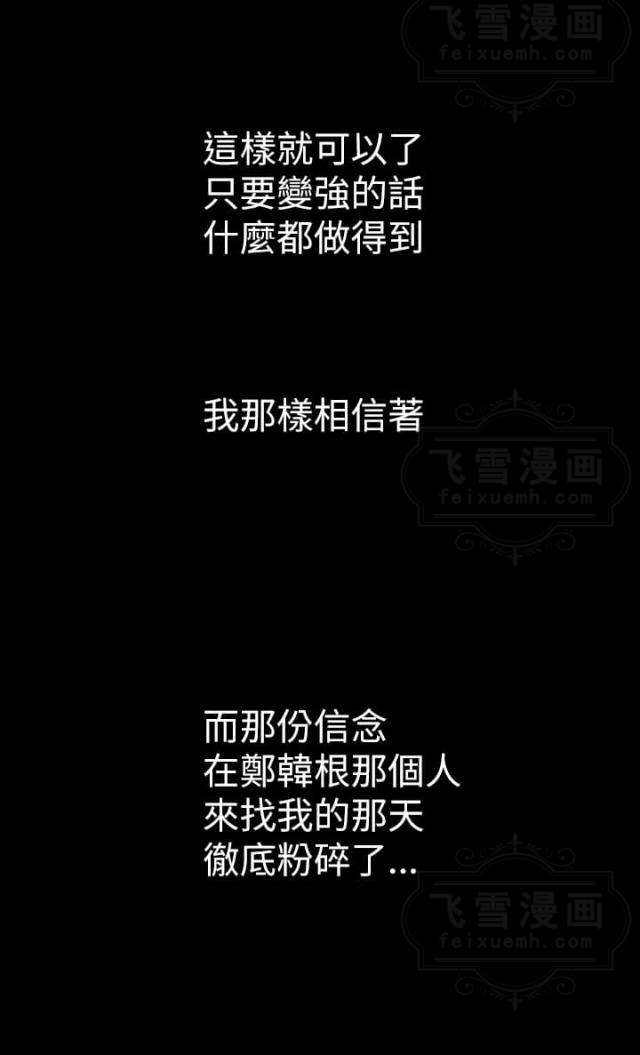 飞雪漫画
feixuemh.com
這樣就可以了
只要變強的話
什麼都做得到
我那樣相信著
飞雪漫画
feixuemh.com
而那份信念
在鄭韓根那個人
來找我的那天
徹底粉碎了...
飞雪漫画
feixuemh.com